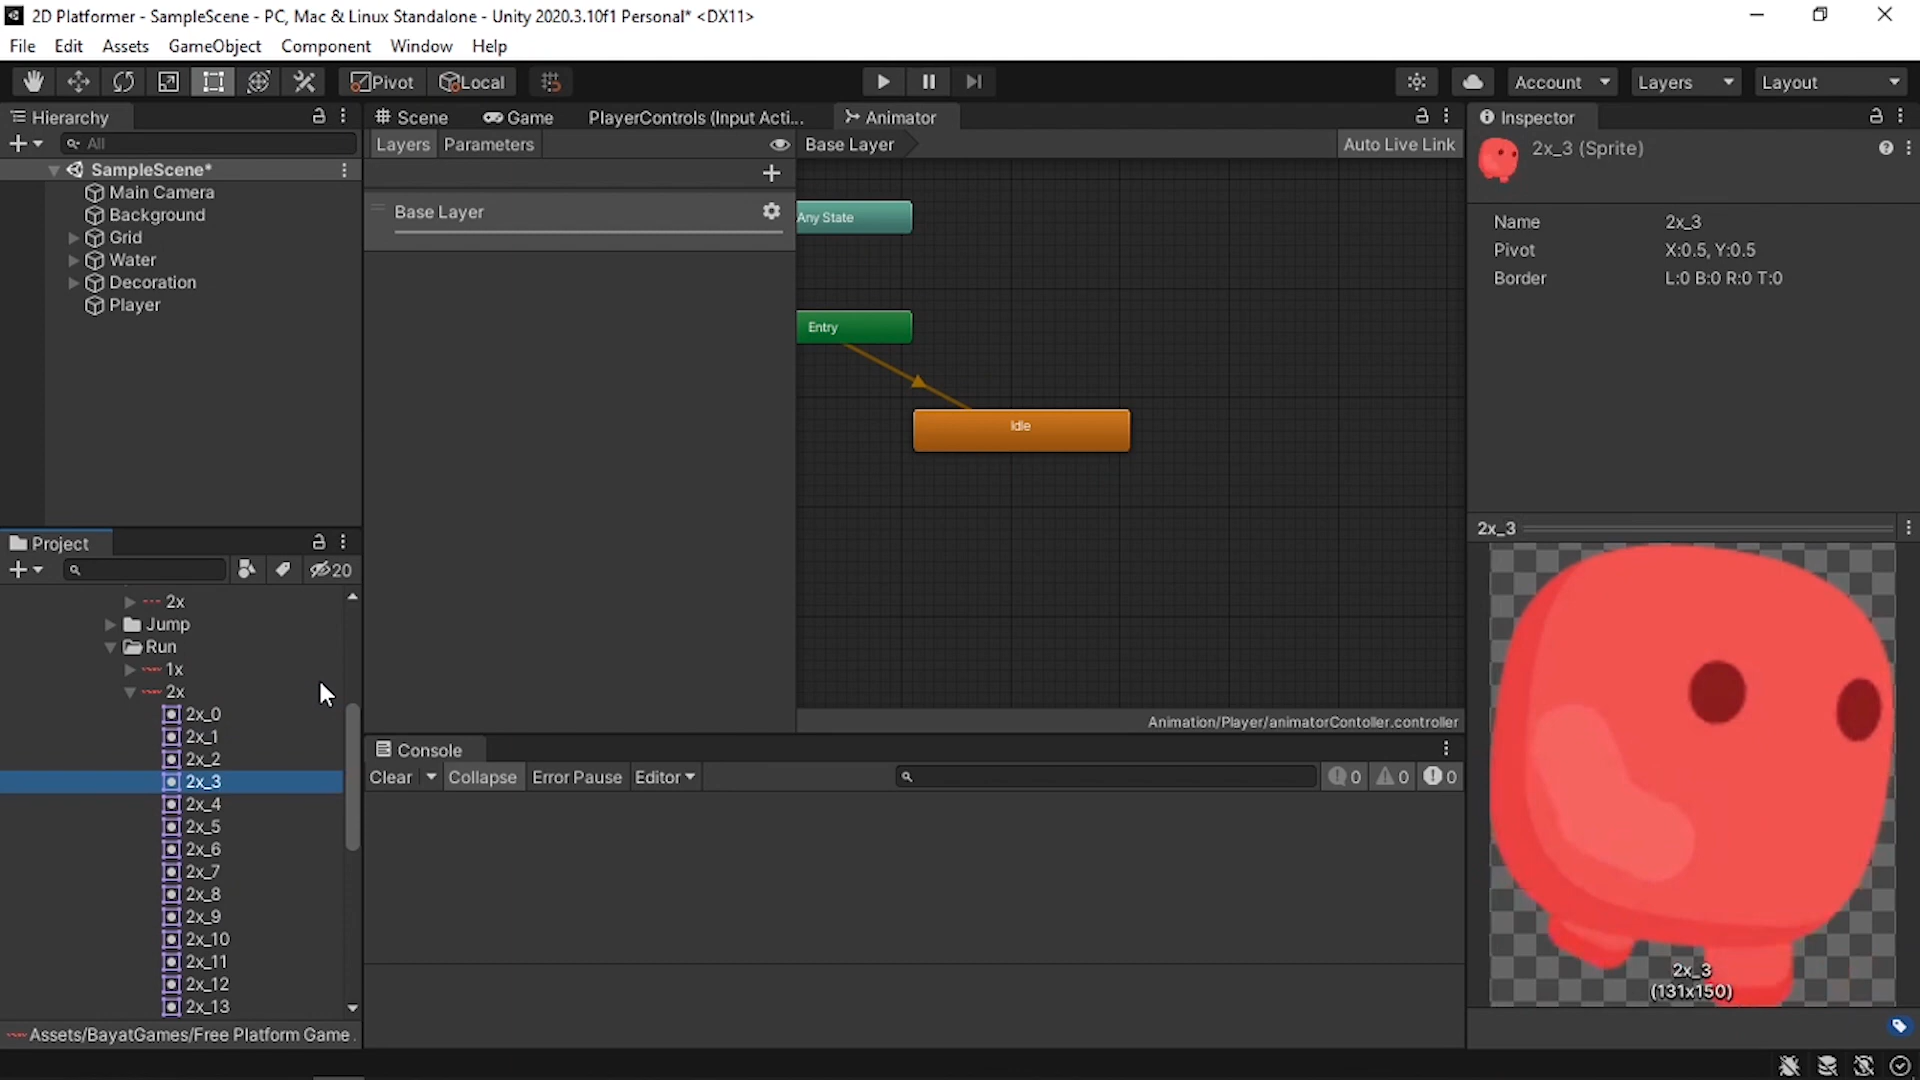 2D Platformer - SampleScene - PC, Mac & Linux Standalone - Unity 2020.3.10f1 Personal* <DX11>
File Edit Assets GameObject Component Window Help
Pivot Local Account Layers Layout
Hierarchy
All
SampleScene*
Main Camera
Background
Grid
Water
Decoration
Player
Scene Game PlayerControls (Input Acti... Animator
Layers Parameters Base Layer Auto Live Link
Base Layer
Any State
Entry
Idle
Animation/Player/animatorContoller.controller
Inspector
2x_3 (Sprite)
Name 2x_3
Pivot X:0.5, Y:0.5
Border L:0 B:0 R:0 T:0
Project
20
2x
Jump
Run
1x
2x
2x_0
2x_1
2x_2
2x_3
2x_4
2x_5
2x_6
2x_7
2x_8
2x_9
2x_10
2x_11
2x_12
2x_13
Assets/BayatGames/Free Platform Game
Console
Clear Collapse Error Pause Editor 0 0 0
2x_3
2x_3
(131x150)